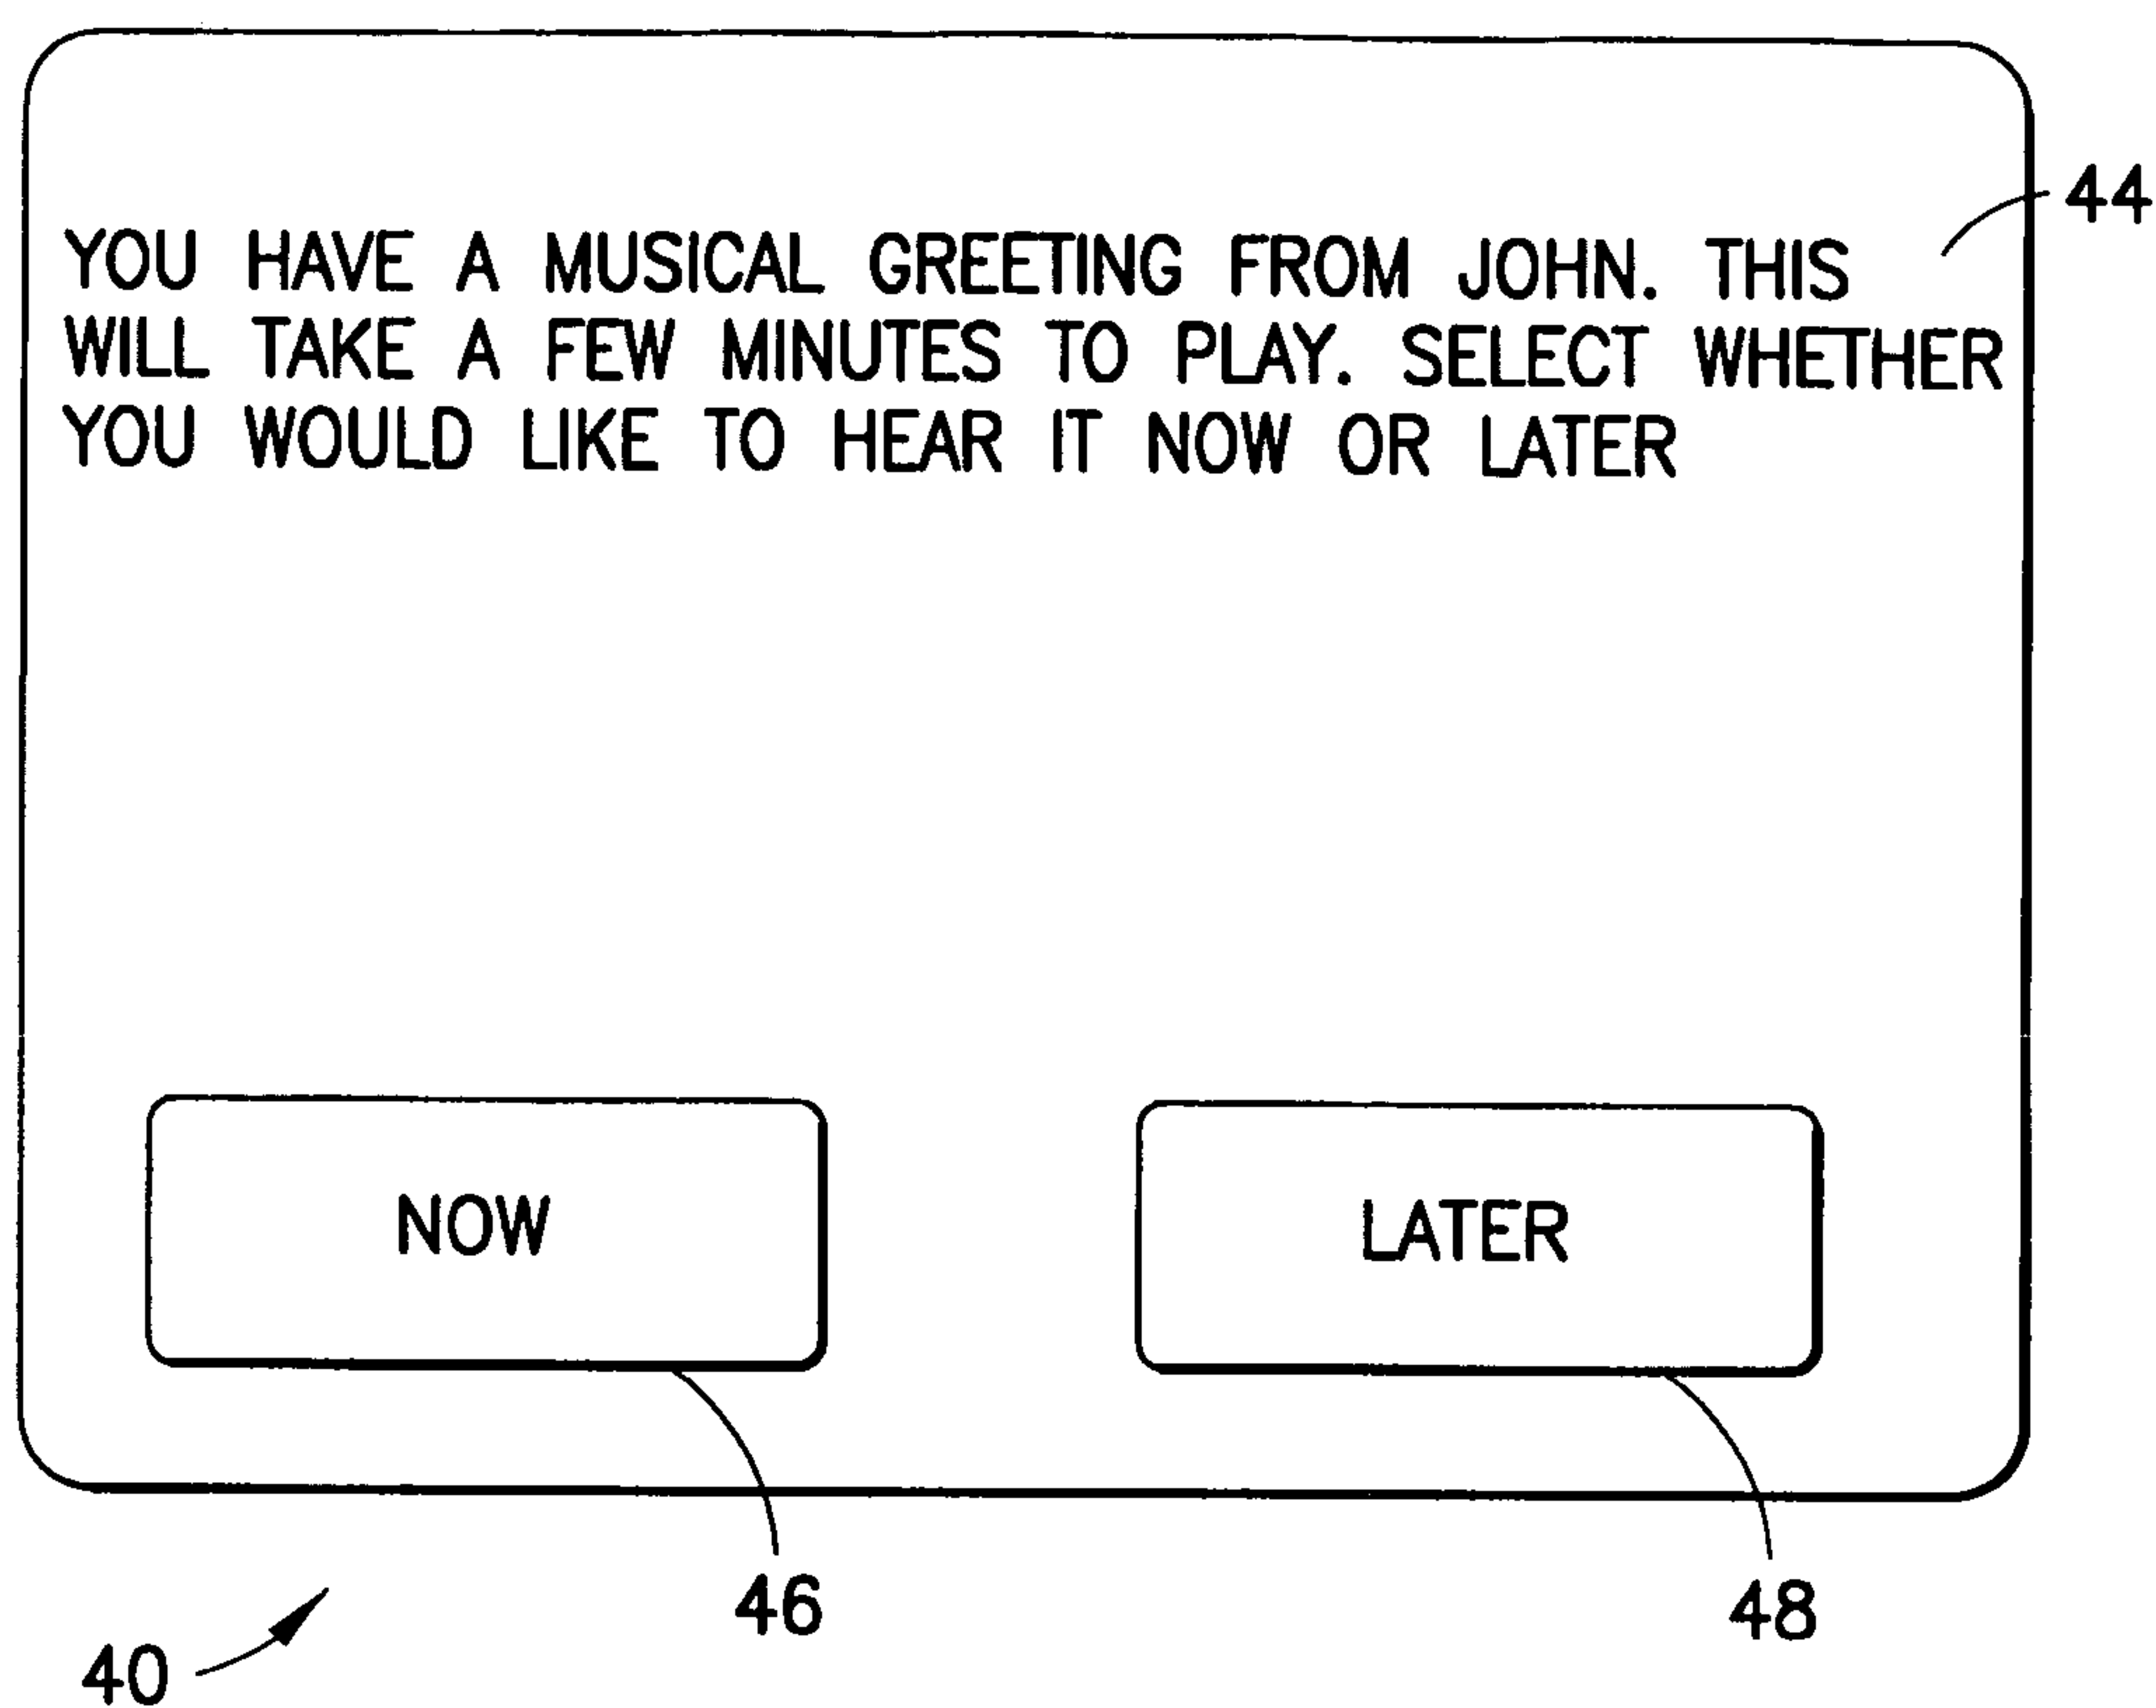 44
YOU HAVE A MUSICAL GREETING FROM JOHN. THIS
WILL TAKE A FEW MINUTES TO PLAY. SELECT WHETHER
YOU WOULD LIKE TO HEAR IT NOW OR LATER
NOW
LATER
46
48
40